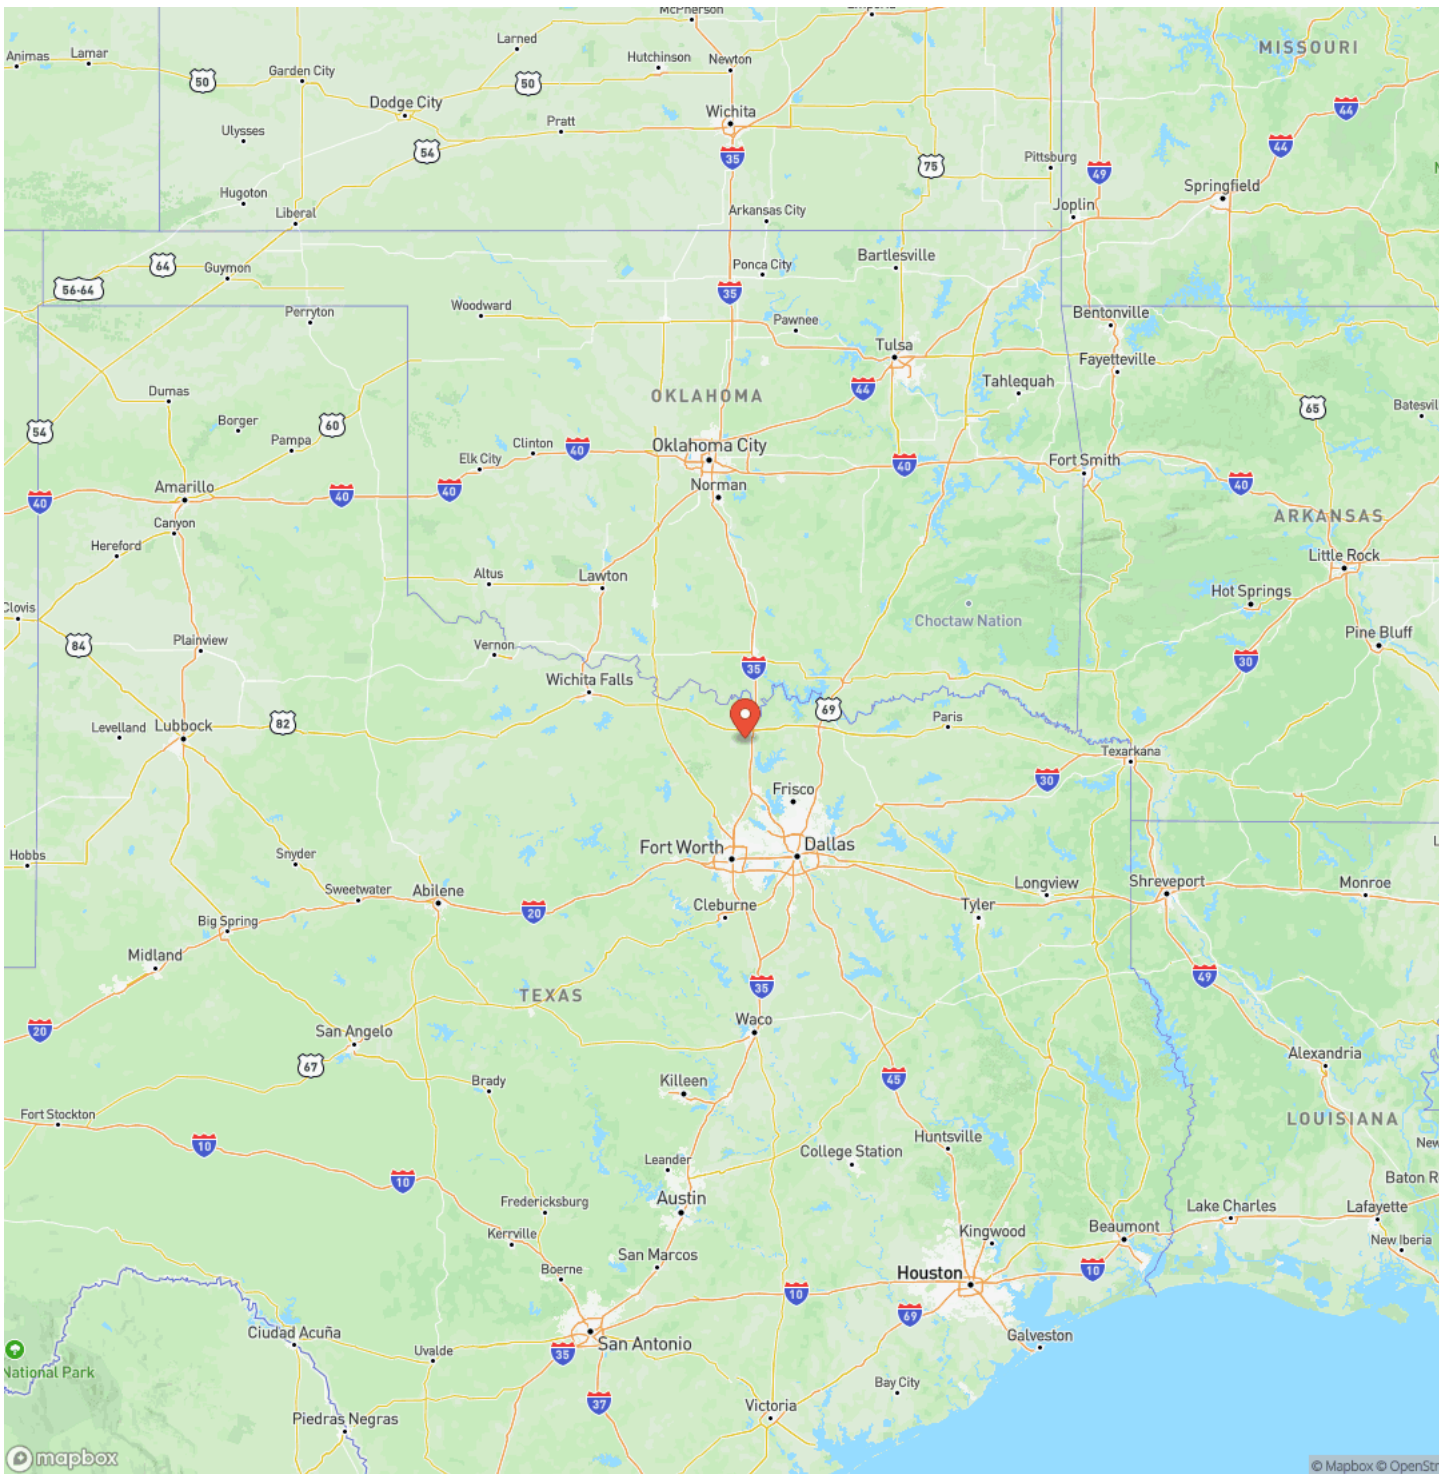 McPherson
Emporia
MISSOURI
Larned
Animas
Lamar
Hutchinson
Newton
Garden City
50
50
44
Dodge City
Wichita
Pratt
Ulysses
44
54
35
75
Pittsburg
49
Springfield
Hugoton
Joplin
Liberal
Arkansas City
Bartlesville
64
Guymon
Ponca City
56-64
35
Woodward
Perryton
Pawnee
Bentonville
Tulsa
Fayetteville
44
Tahlequah
Dumas
OKLAHOMA
65
Batesvil
Borger
60
54
Pampa
Clinton
40
Oklahoma City
Elk City
40
Fort Smith
Amarillo
40
40
40
Norman
40
Canyon
ARKANSAS
Hereford
Little Rock
Altus
Lawton
Hot Springs
Clovis
Choctaw Nation
Pine Bluff
84
Plainview
Vernon
35
30
Wichita Falls
Levelland
Lubbock
82
69
Paris
Texarkana
30
Frisco
Hobbs
Snyder
Fort Worth
Dallas
L
Sweetwater
Abilene
Longview
Shreveport
Monroe
Cleburne
Tyler
20
Big Spring
Midland
49
35
TEXAS
20
Waco
San Angelo
Alexandria
67
Brady
Killeen
45
Fort Stockton
LOUISIANA
10
Huntsville
New
College Station
Leander
10
Baton R
Fredericksburg
Austin
Lake Charles
Lafayette
Kerrville
Kingwood
Beaumont
New Iberia
San Marcos
Boerne
Houston
10
10
69
Ciudad Acuña
Galveston
Uvalde
35
San Antonio
National Park
Bay City
37
Victoria
Piedras Negras
mapbox
© Mapbox © OpenStr